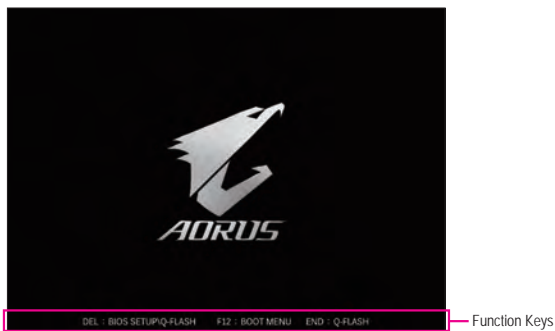 AORUS
DEL : BIOS SETUP\Q-FLASH F12 : BOOT MENU END : Q-FLASH
Function Keys